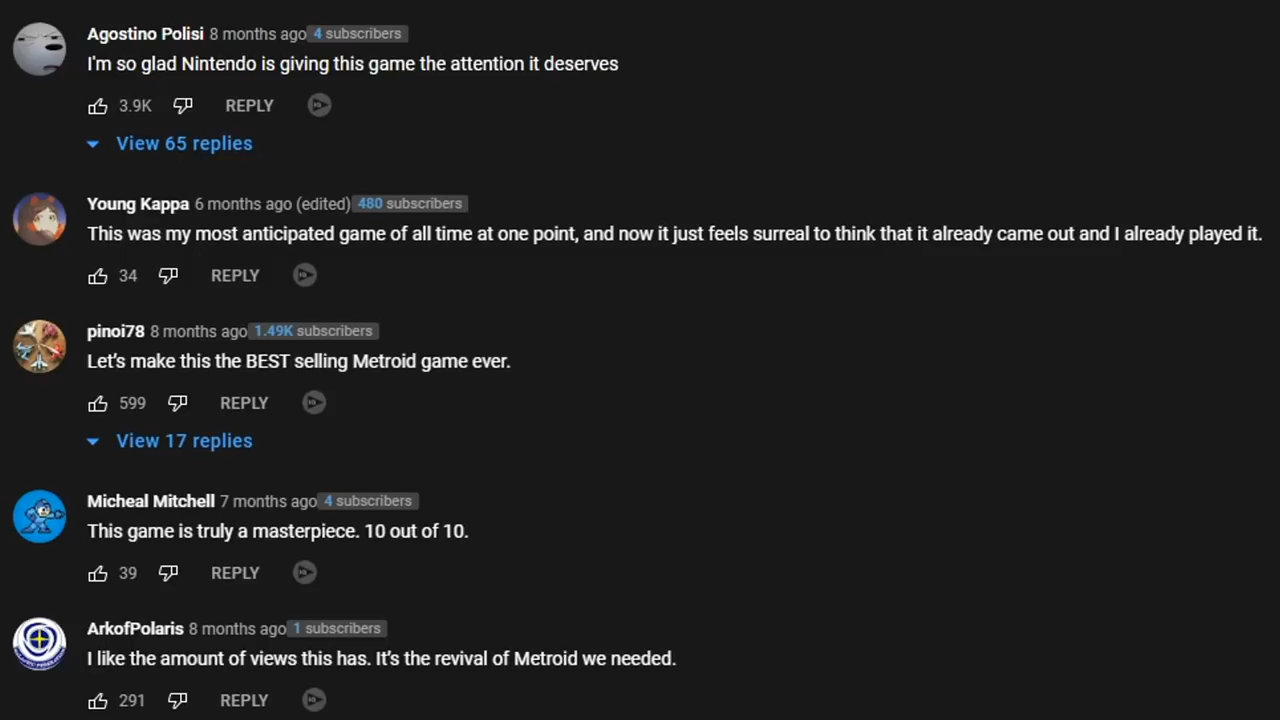 Agostino Polisi 8 months ago 4 subscribers
I'm so glad Nintendo is giving this game the attention it deserves
3.9K REPLY
View 65 replies
Young Kappa 6 months ago (edited) 480 subscribers
This was my most anticipated game of all time at one point, and now it just feels surreal to think that it already came out and I already played it.
34 REPLY
pinoi78 8 months ago 1.49K subscribers
Let's make this the BEST selling Metroid game ever.
599 REPLY
View 17 replies
Micheal Mitchell 7 months ago 4 subscribers
This game is truly a masterpiece. 10 out of 10.
39 REPLY
ArkofPolaris 8 months ago 1 subscribers
I like the amount of views this has. It's the revival of Metroid we needed.
291 REPLY